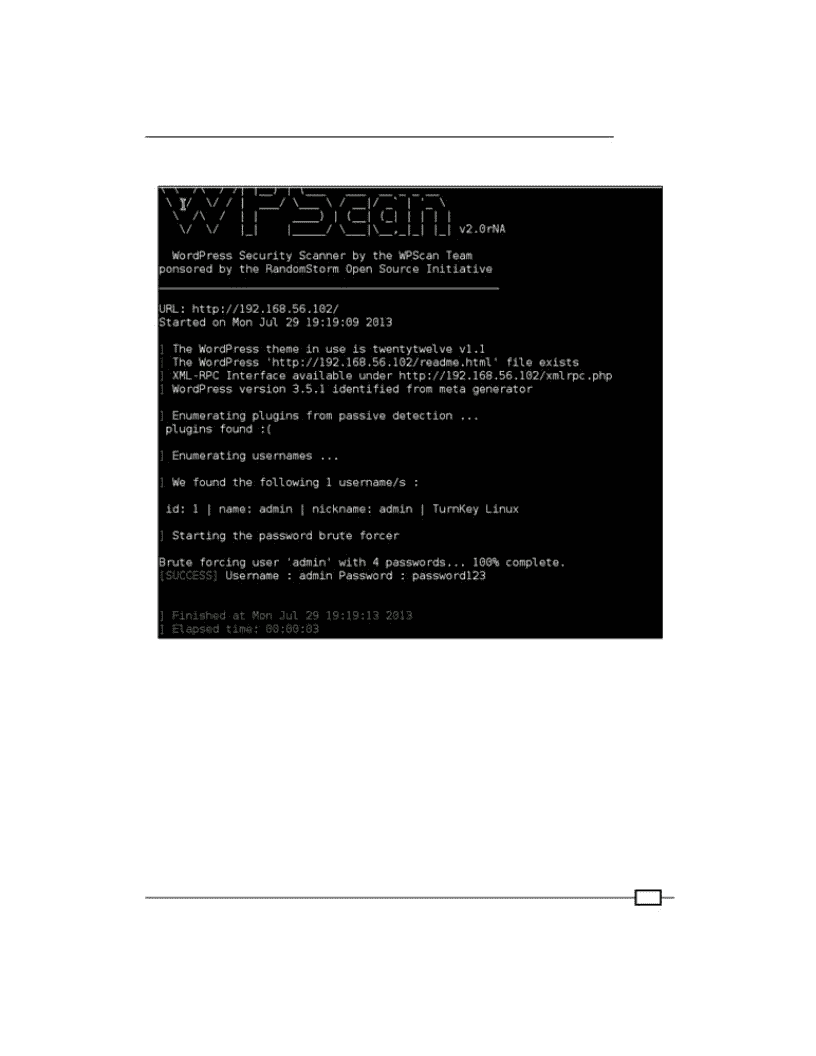 v2.0rNA
WordPress Security Scanner by the WPScan Team
ponsored by the RandomStorm Open Source Initiative
URL: http://192.168.56.102/
Started on Mon Jul 29 19:19:09 2013
] The WordPress theme in use is twentytwelve v1.1
] The WordPress 'http://192.168.56.102/readme.html' file exists
] XML-RPC Interface available under http://192.168.56.102/xmlrpc.php
] WordPress version 3.5.1 identified from meta generator
] Enumerating plugins from passive detection ...
plugins found :(
] Enumerating usernames ...
] We found the following 1 username/s :
id: 1 | name: admin | nickname: admin | TurnKey Linux
] Starting the password brute forcer
Brute forcing user 'admin' with 4 passwords... 100% complete.
[SUCCESS] Username : admin Password : password123
] Finished at Mon Jul 29 19:19:13 2013
] Elapsed time: 00:00:03